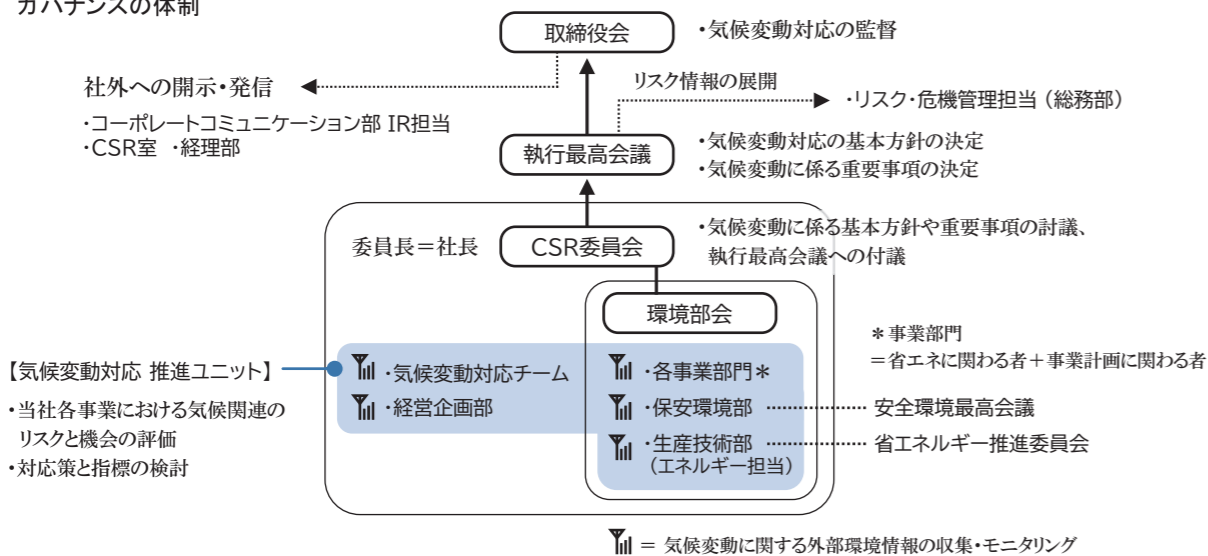 ガバナンスの体制
取締役会
・気候変動対応の監督
社外への開示・発信
・コーポレートコミュニケーション部 IR担当
・CSR室 ・経理部
リスク情報の展開
・リスク・危機管理担当（総務部）
執行最高会議
・気候変動対応の基本方針の決定
・気候変動に係る重要事項の決定
委員長＝社長
CSR委員会
・気候変動に係る基本方針や重要事項の討議、
執行最高会議への付議
環境部会
＊事業部門
＝省エネに関わる者＋事業計画に関わる者
【気候変動対応 推進ユニット】
・当社各事業における気候関連の
リスクと機会の評価
・対応策と指標の検討
・気候変動対応チーム
・経営企画部
・各事業部門＊
・保安環境部
安全環境最高会議
・生産技術部
（エネルギー担当）
省エネルギー推進委員会
＝ 気候変動に関する外部環境情報の収集・モニタリング